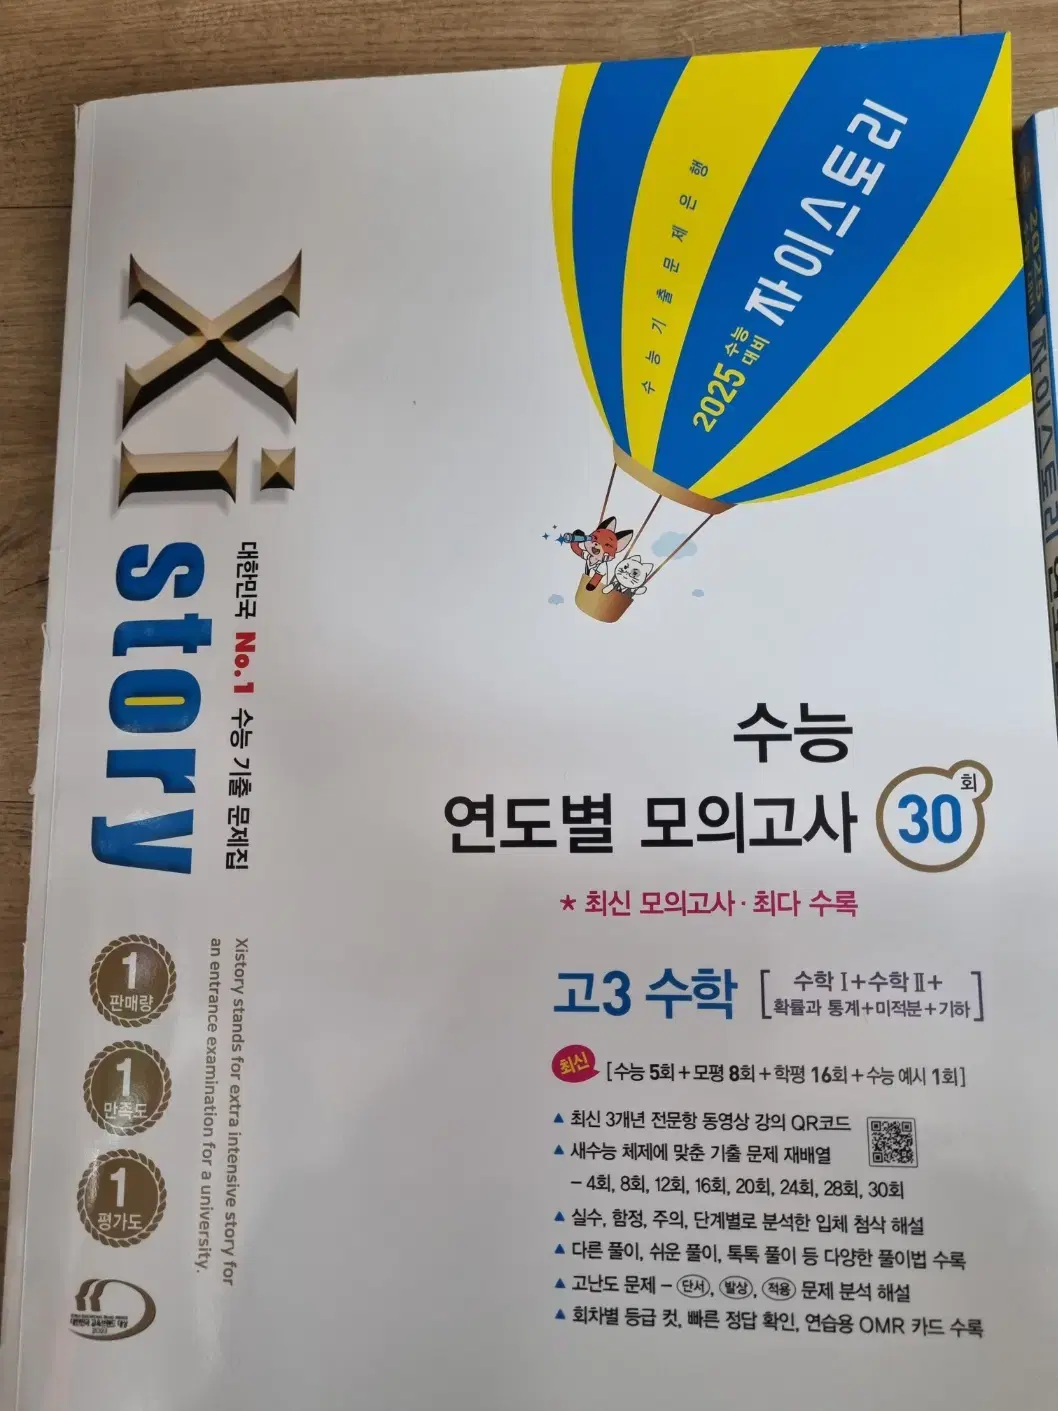 수능기출문제은행
2025 수능 대비 자이스토리
Xi story
대한민국 No.1 수능 기출 문제집
Xistory stands for extra intensive story for
an entrance examination for a university.
수능
연도별 모의고사 30회
* 최신 모의고사·최다 수록
고3 수학 [수학 Ⅰ+수학 Ⅱ+
확률과 통계+미적분+기하]
최신 [수능 5회+모평 8회+학평 16회+수능 예시 1회]
▲ 최신 3개년 전문항 동영상 강의 QR코드
▲ 새수능 체제에 맞춘 기출 문제 재배열
– 4회, 8회, 12회, 16회, 20회, 24회, 28회, 30회
▲ 실수, 함정, 주의, 단계별로 분석한 입체 첨삭 해설
▲ 다른 풀이, 쉬운 풀이, 톡톡 풀이 등 다양한 풀이법 수록
▲ 고난도 문제 – 단서, 발상, 적용 문제 분석 해설
▲ 회차별 등급 컷, 빠른 정답 확인, 연습용 OMR 카드 수록
1 판매량
1 만족도
1 평가도
자이스토리